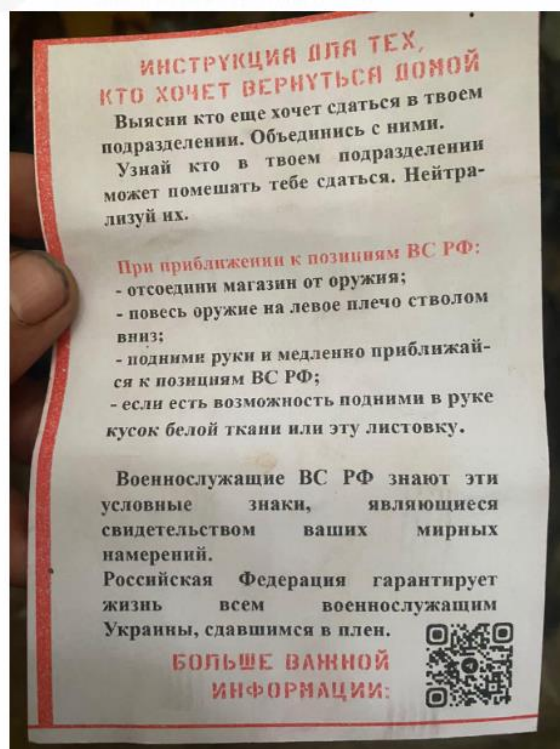 ИНСТРУКЦИЯ ДЛЯ ТЕХ,
КТО ХОЧЕТ ВЕРНУТЬСЯ ДОМОЙ
Выясни кто еще хочет сдаться в твоем
подразделении. Объединись с ними.
Узнай кто в твоем подразделении
может помешать тебе сдаться. Нейтра-
лизуй их.
При приближении к позициям ВС РФ:
- отсоедини магазин от оружия;
- повесь оружие на левое плечо стволом
вниз;
- подними руки и медленно приближай-
ся к позициям ВС РФ;
- если есть возможность подними в руке
кусок белой ткани или эту листовку.
Военнослужащие ВС РФ знают эти
условные знаки, являющиеся
свидетельством ваших мирных
намерений.
Российская Федерация гарантирует
жизнь всем военнослужащим
Украины, сдавшимся в плен.
БОЛЬШЕ ВАЖНОЙ
ИНФОРМАЦИИ: